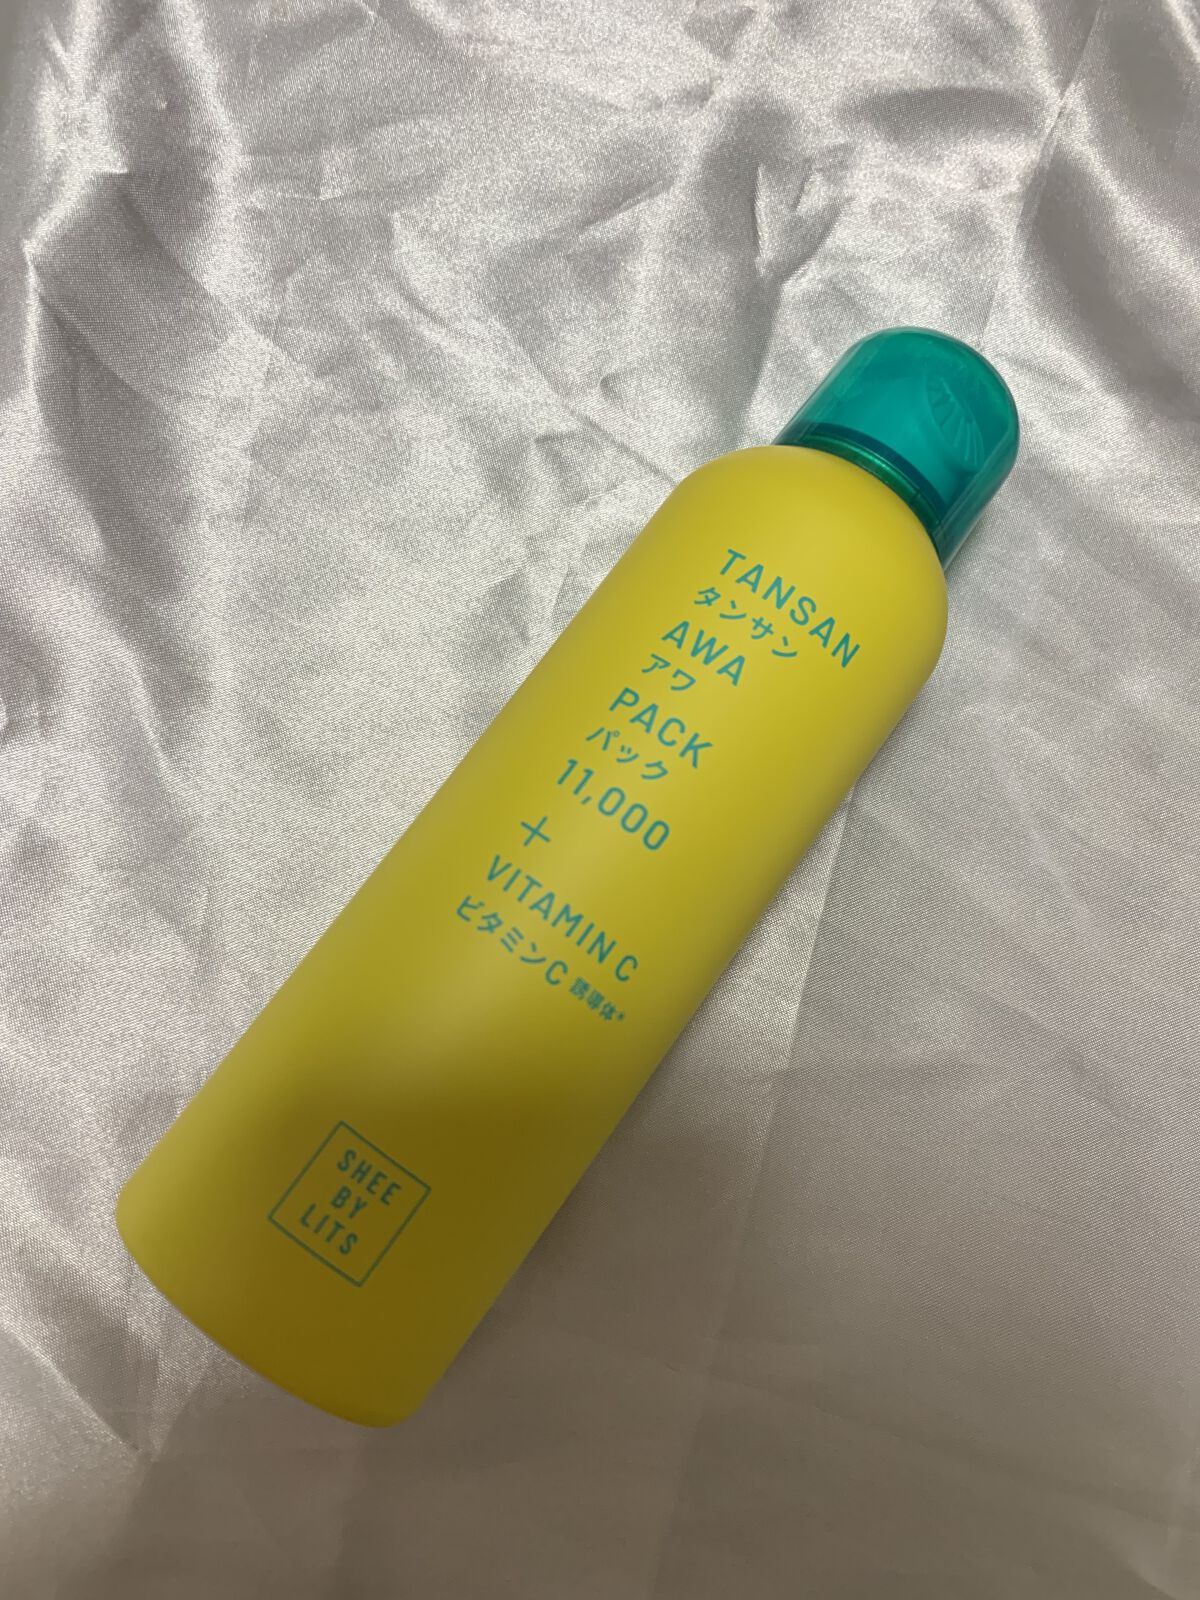 TANSAN
タンサン
AWA
アワ
PACK
パック
11,000
+
VITAMIN C
ビタミンC 誘導体*
SHEE
BY
LITS